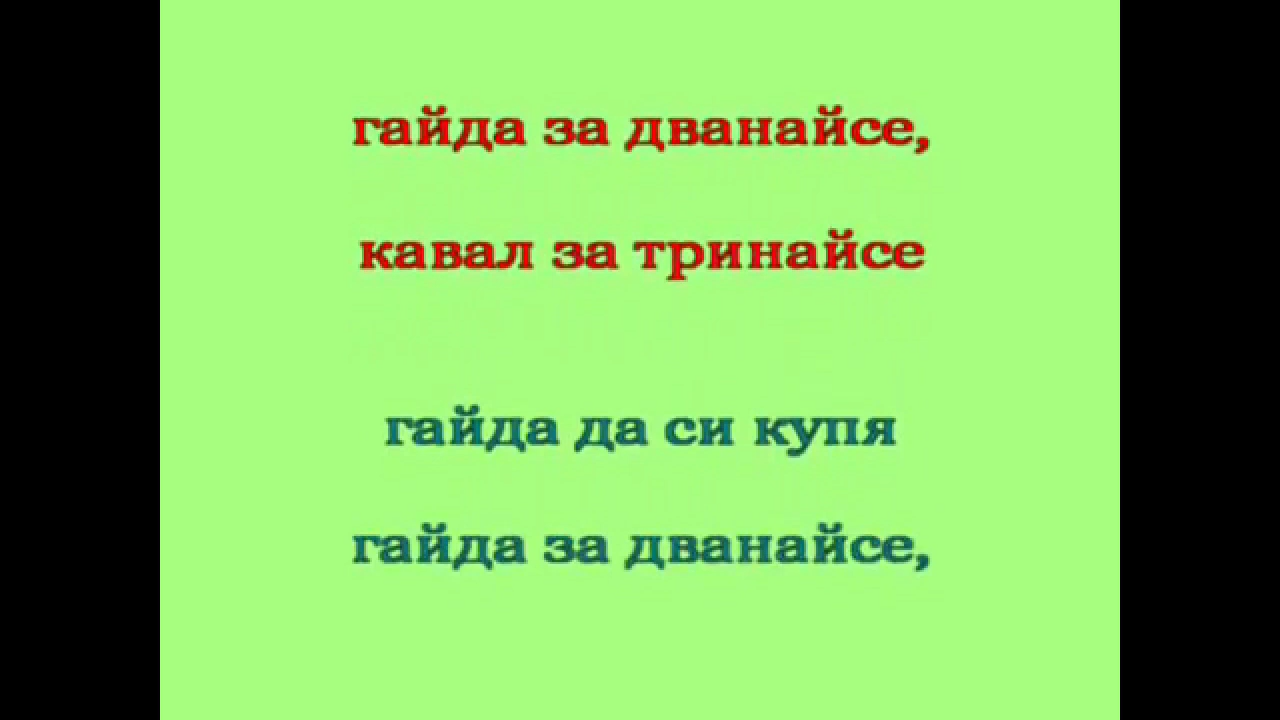 гайда за дванайсе,
кавал за тринайсе
гайда да си купя
гайда за дванайсе,